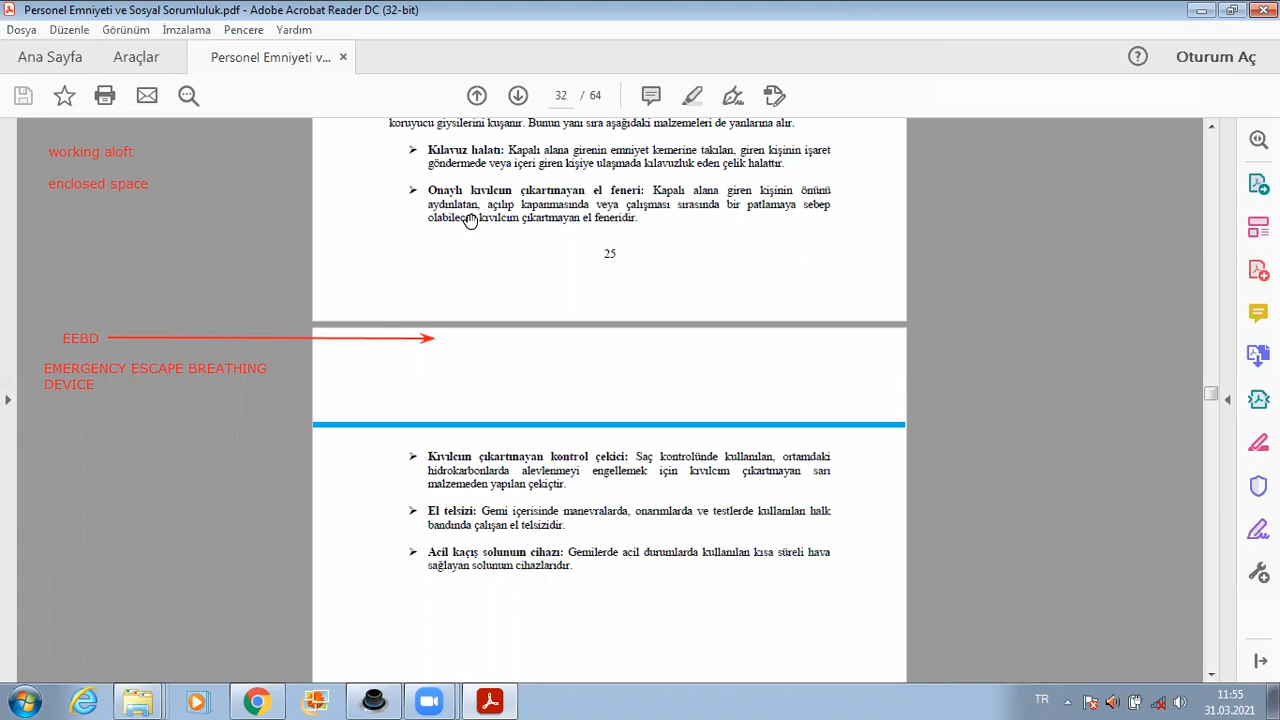 Personel Emniyeti ve Sosyal Sorumluluk.pdf - Adobe Acrobat Reader DC (32-bit)
Dosya Düzenle Görünüm İmzalama Pencere Yardım
Ana Sayfa Araçlar Personel Emniyeti v... × Oturum Aç
32 / 64
koruyucu giysilerini kuşanır. Bunun yanı sıra aşağıdaki malzemeleri de yanlarına alır.
working aloft
enclosed space
Kılavuz halatı: Kapalı alana girenin emniyet kemerine takılan, giren kişinin işaret
göndermede veya içeri giren kişiye ulaşmada kılavuzluk eden çelik halattır.
Onaylı kıvılcım çıkartmayan el feneri: Kapalı alana giren kişinin önünü
aydınlatan, açılıp kapanmasında veya çalışması sırasında bir patlamaya sebep
olabilecek kıvılcım çıkartmayan el feneridir.
25
EEBD
EMERGENCY ESCAPE BREATHING
DEVICE
Kıvılcım çıkartmayan kontrol çekici: Saç kontrolünde kullanılan, ortamdaki
hidrokarbonlarda alevlenmeyi engellemek için kıvılcım çıkartmayan sarı
malzemeden yapılan çekiçtir.
El telsizi: Gemi içerisinde manevralarda, onarımlarda ve testlerde kullanılan halk
bandında çalışan el telsizidir.
Acil kaçış solunum cihazı: Gemilerde acil durumlarda kullanılan kısa süreli hava
sağlayan solunum cihazlarıdır.
TR
11:55
31.03.2021